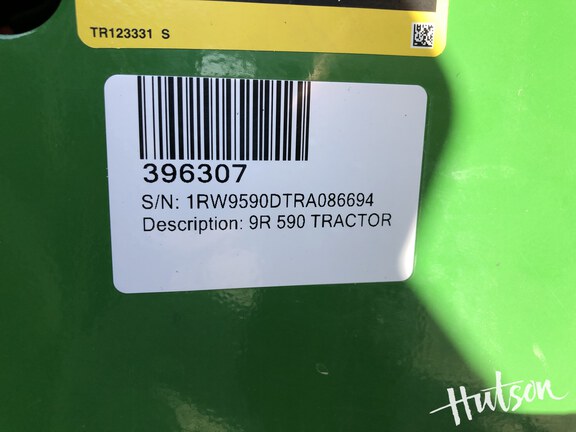 TR123331 S
396307
S/N: 1RW9590DTRA086694
Description: 9R 590 TRACTOR
Hutson